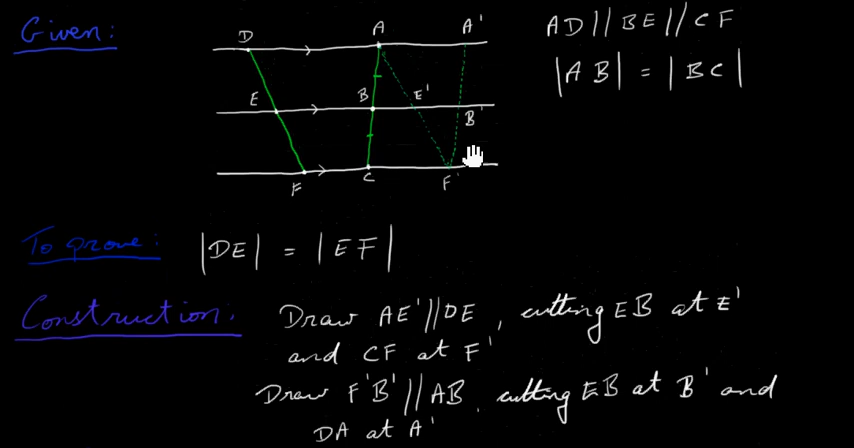 Given:
D
A
A'
AD//BE//CF
|AB| = |BC|
E
B
E'
B'
F
C
F'
To prove:
|DE| = |EF|
Construction.
Draw AE'//DE, cutting EB at E'
and CF at F'
Draw F'B'//AB, cutting EB at B' and
DA at A'